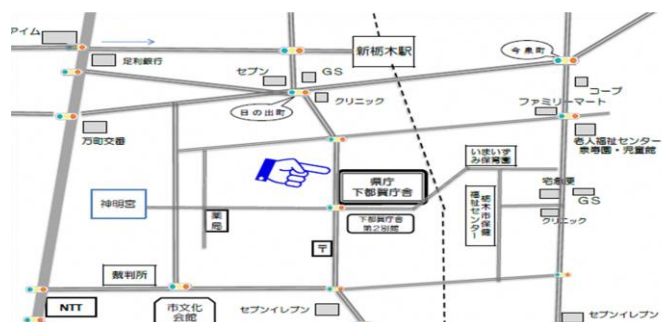 アイム
足利銀行
新栃木駅
今泉町
セブン
GS
クリニック
日の出町
コープ
ファミリーマート
万町交番
老人福祉センター
泉寿園・児童館
いまいず
み保育園
県庁
下都賀庁舎
宅急便
GS
クリニック
神明宮
薬局
下都賀庁舎
第2別館
栃木市保健
福祉センター
〒
裁判所
NTT
市文化
会館
セブンイレブン
セブンイレブン